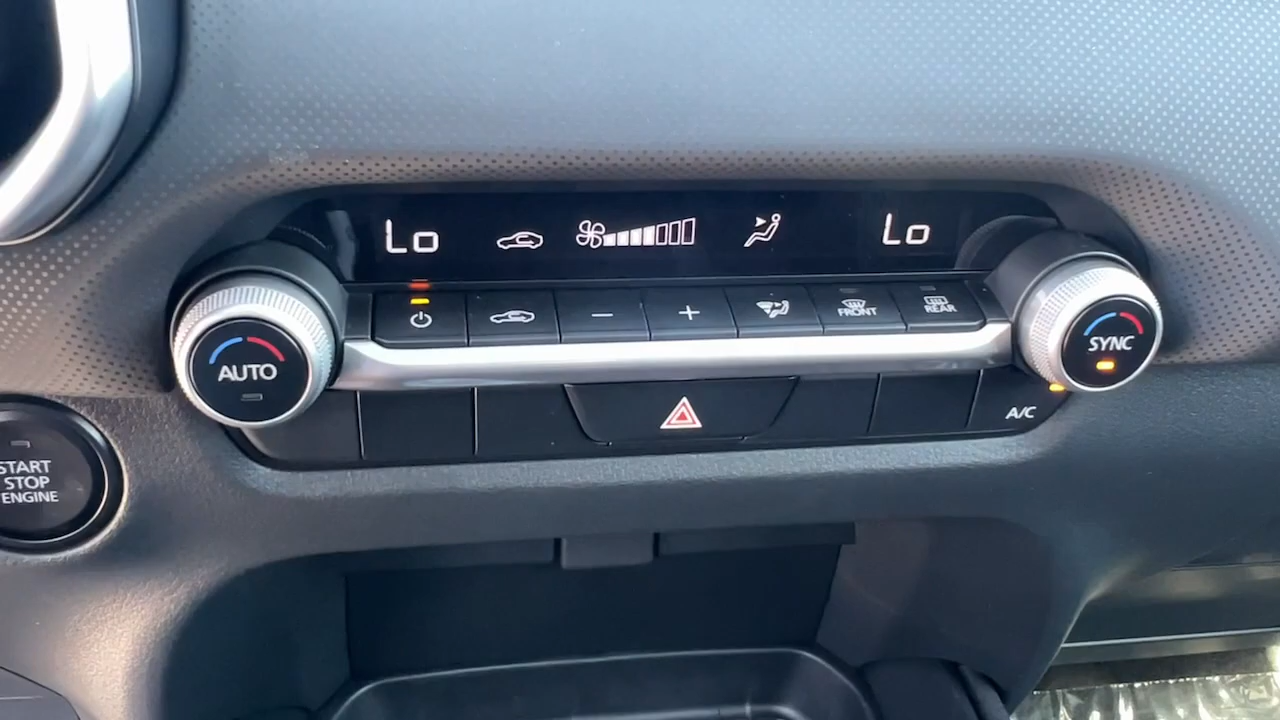 Lo
Lo
FRONT
REAR
AUTO
SYNC
A/C
START
STOP
ENGINE